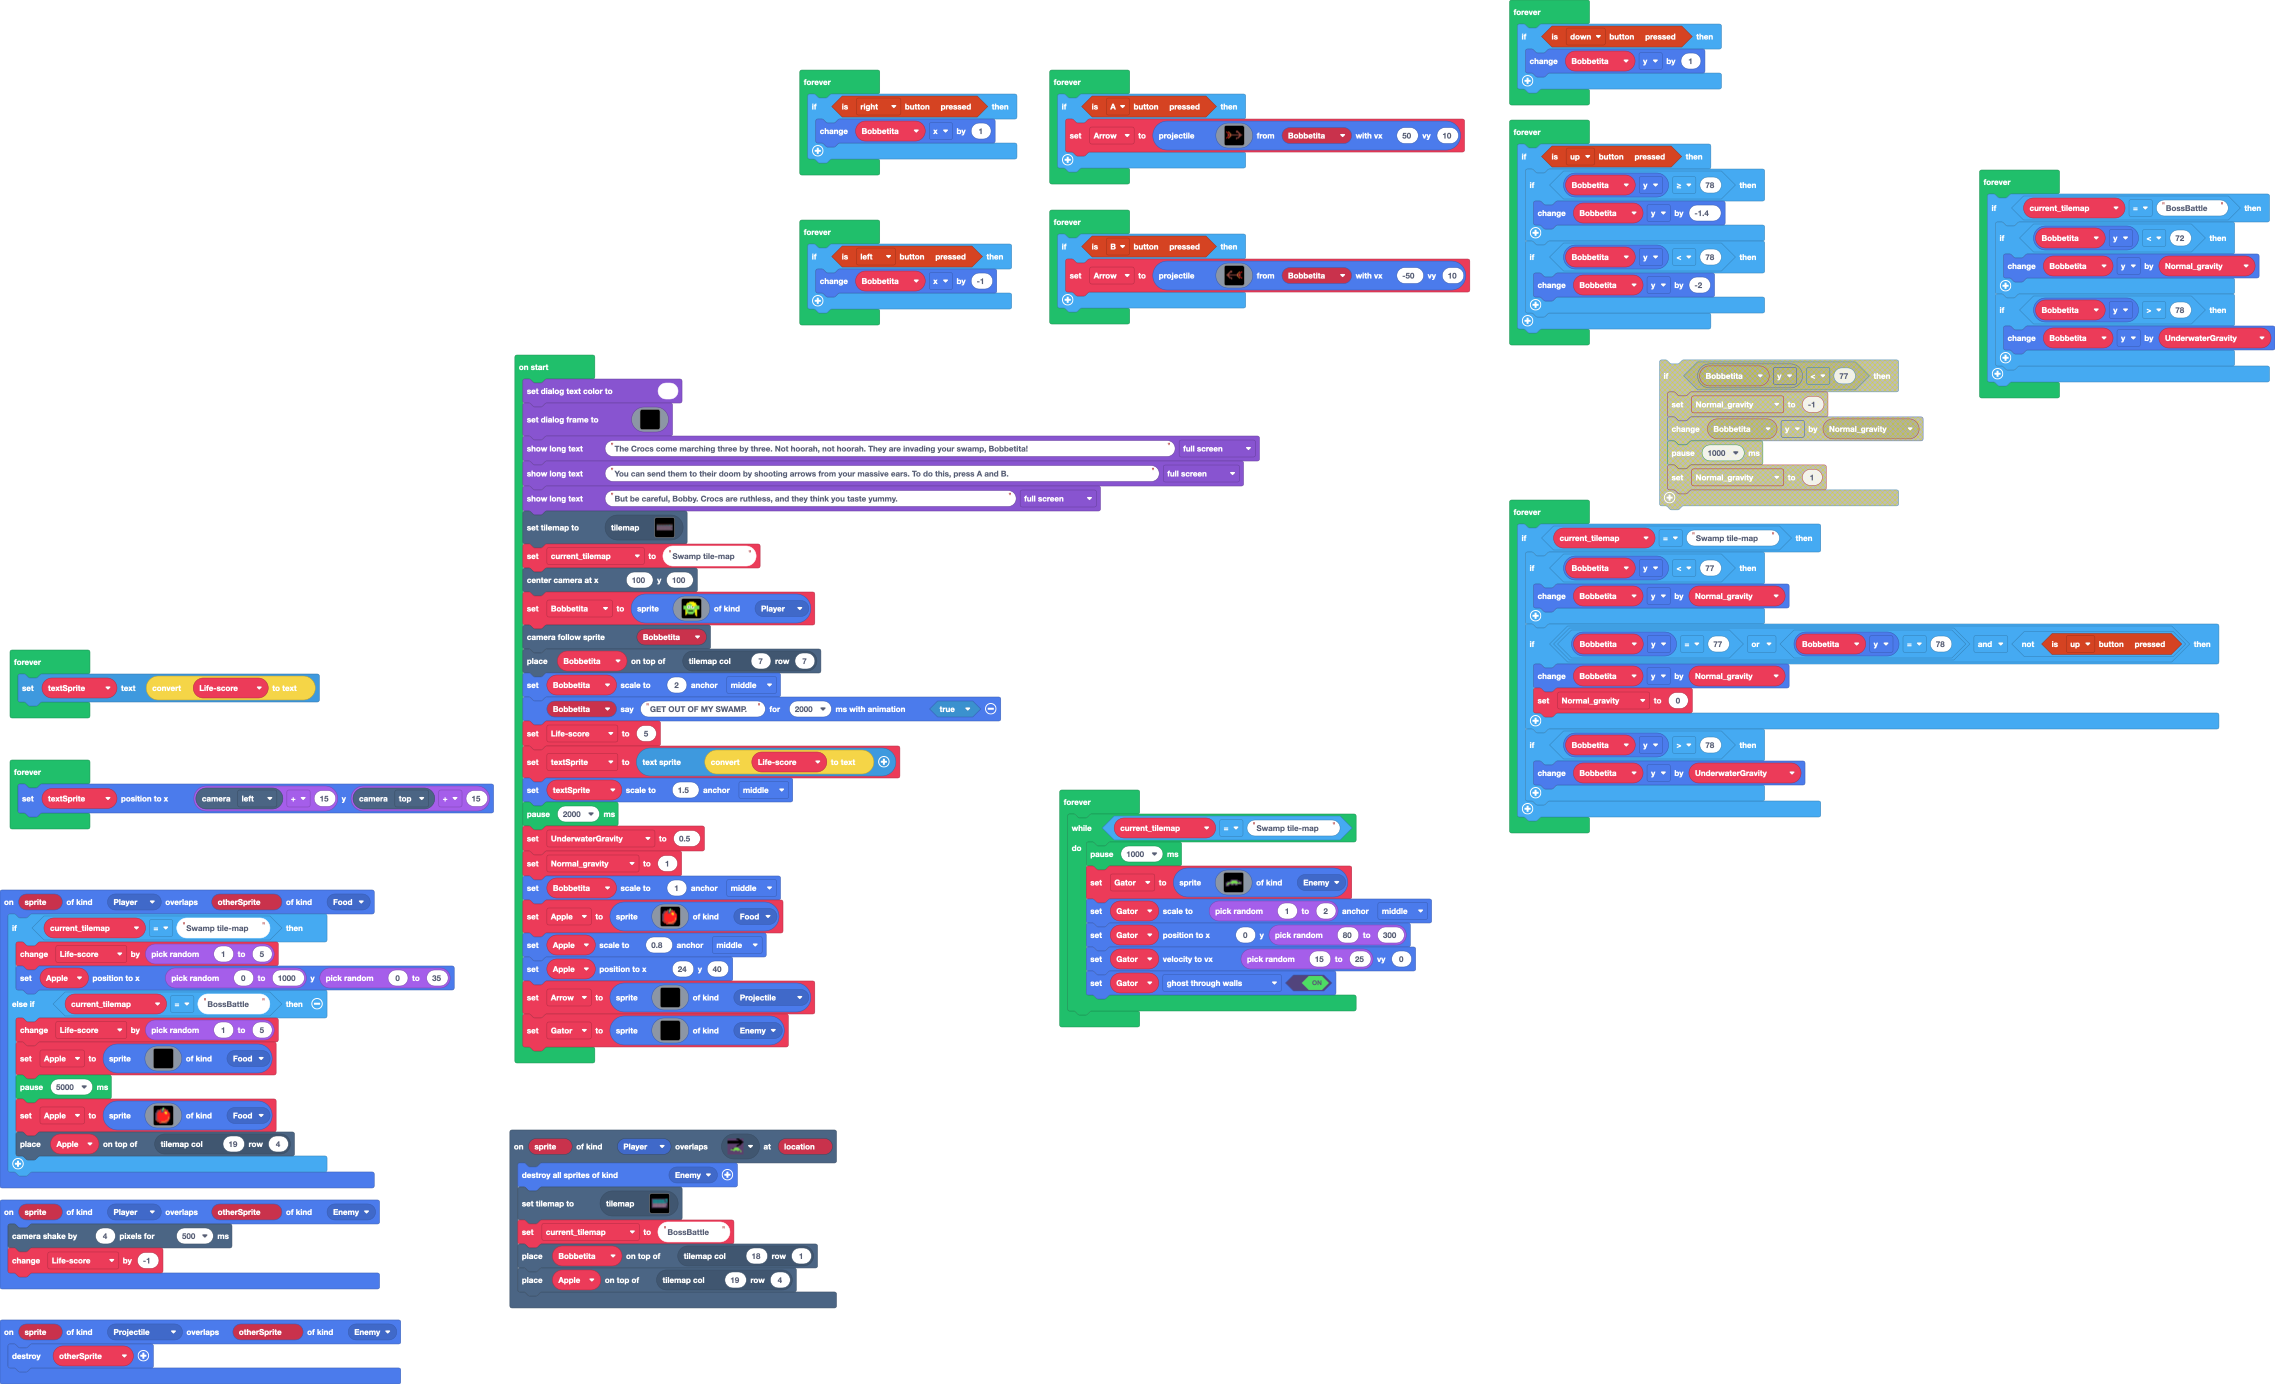 forever
if is down button pressed then
change Bobbetita y by 1
forever
if is right button pressed then
change Bobbetita x by 1
forever
if is A button pressed then
set Arrow to projectile from Bobbetita with vx 50 vy 10
forever
if is up button pressed then
if Bobbetita y ≥ 78 then
change Bobbetita y by -1.4
if Bobbetita y < 78 then
change Bobbetita y by -2
forever
if current_tilemap = "BossBattle" then
if Bobbetita y < 72 then
change Bobbetita y by Normal_gravity
if Bobbetita y > 78 then
change Bobbetita y by UnderwaterGravity
forever
if is left button pressed then
change Bobbetita x by -1
forever
if is B button pressed then
set Arrow to projectile from Bobbetita with vx -50 vy 10
if Bobbetita y < 77 then
set Normal_gravity to -1
change Bobbetita y by Normal_gravity
pause 1000 ms
set Normal_gravity to 1
on start
set dialog text color to
set dialog frame to
show long text "The Crocs come marching three by three. Not hoorah, not hoorah. They are invading your swamp, Bobbetita!" full screen
show long text "You can send them to their doom by shooting arrows from your massive ears. To do this, press A and B." full screen
show long text "But be careful, Bobby. Crocs are ruthless, and they think you taste yummy." full screen
set tilemap to tilemap
set current_tilemap to "Swamp tile-map"
center camera at x 100 y 100
set Bobbetita to sprite of kind Player
camera follow sprite Bobbetita
place Bobbetita on top of tilemap col 7 row 7
set Bobbetita scale to 2 anchor middle
Bobbetita say "GET OUT OF MY SWAMP." for 2000 ms with animation true
set Life-score to 5
set textSprite to text sprite convert Life-score to text
set textSprite scale to 1.5 anchor middle
pause 2000 ms
set UnderwaterGravity to 0.5
set Normal_gravity to 1
set Bobbetita scale to 1 anchor middle
set Apple to sprite of kind Food
set Apple scale to 0.8 anchor middle
set Apple position to x 24 y 40
set Arrow to sprite of kind Projectile
set Gator to sprite of kind Enemy
forever
if current_tilemap = "Swamp tile-map" then
if Bobbetita y < 77 then
change Bobbetita y by Normal_gravity
if Bobbetita y = 77 or Bobbetita y = 78 and not is up button pressed then
change Bobbetita y by Normal_gravity
set Normal_gravity to 0
if Bobbetita y > 78 then
change Bobbetita y by UnderwaterGravity
forever
set textSprite text convert Life-score to text
forever
set textSprite position to x camera left + 15 y camera top + 15
forever
while current_tilemap = "Swamp tile-map"
do pause 1000 ms
set Gator to sprite of kind Enemy
set Gator scale to pick random 1 to 2 anchor middle
set Gator position to x 0 y pick random 80 to 300
set Gator velocity to vx pick random 15 to 25 vy 0
set Gator ghost through walls ON
on sprite of kind Player overlaps otherSprite of kind Food
if current_tilemap = "Swamp tile-map" then
change Life-score by pick random 1 to 5
set Apple position to x pick random 0 to 1000 y pick random 0 to 35
else if current_tilemap = "BossBattle" then
change Life-score by pick random 1 to 5
set Apple to sprite of kind Food
pause 5000 ms
set Apple to sprite of kind Food
place Apple on top of tilemap col 19 row 4
on sprite of kind Player overlaps otherSprite of kind Enemy
camera shake by 4 pixels for 500 ms
change Life-score by -1
on sprite of kind Projectile overlaps otherSprite of kind Enemy
destroy otherSprite
on sprite of kind Player overlaps at location
destroy all sprites of kind Enemy
set tilemap to tilemap
set current_tilemap to "BossBattle"
place Bobbetita on top of tilemap col 18 row 1
place Apple on top of tilemap col 19 row 4